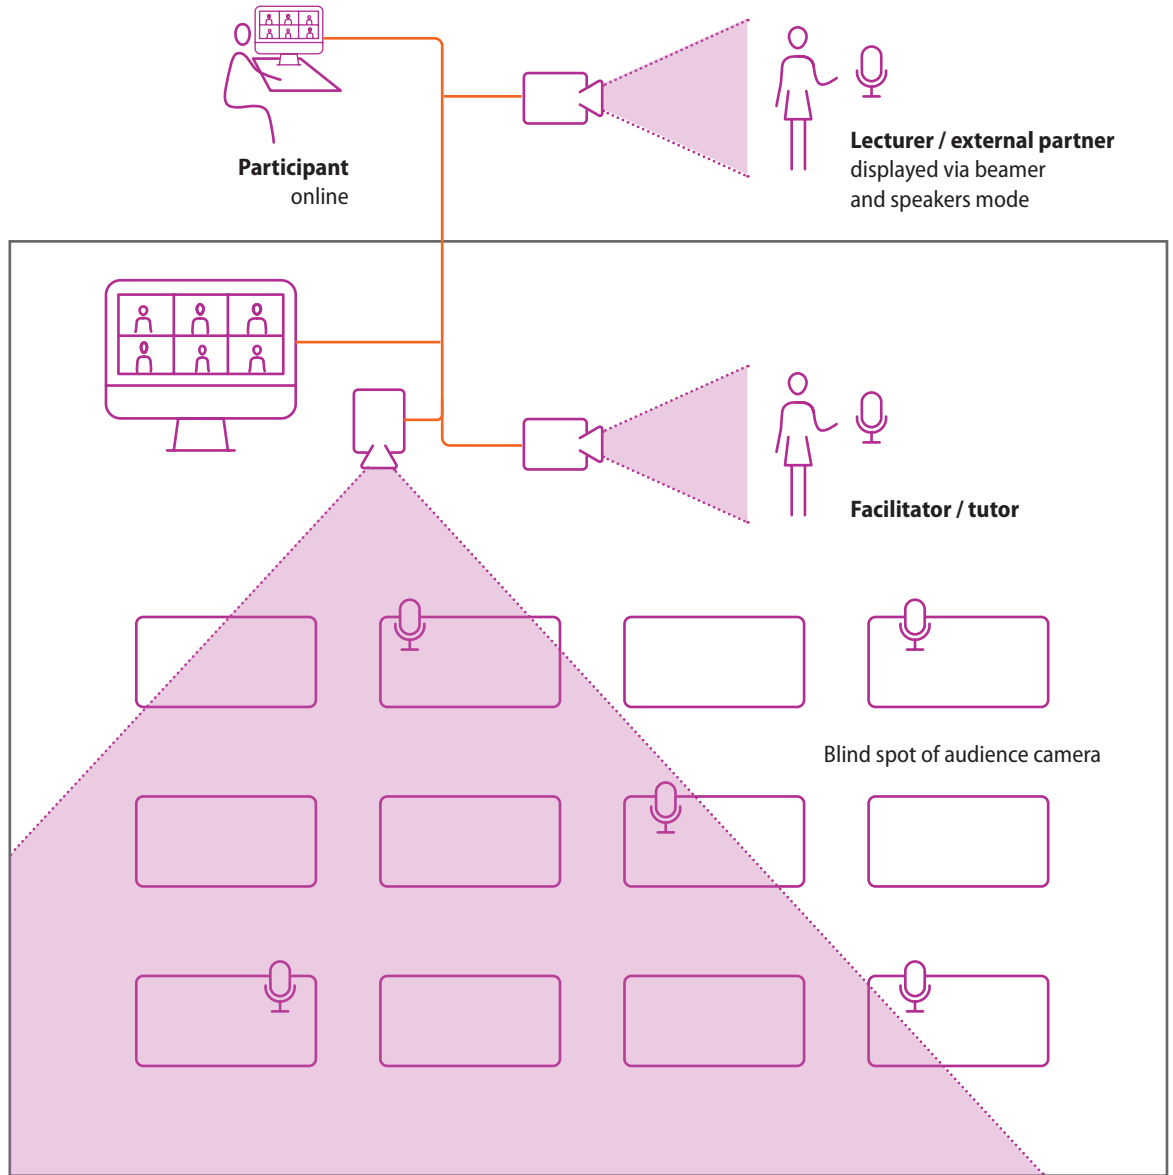 Participant
online
Lecturer / external partner
displayed via beamer
and speakers mode
Facilitator / tutor
Blind spot of audience camera